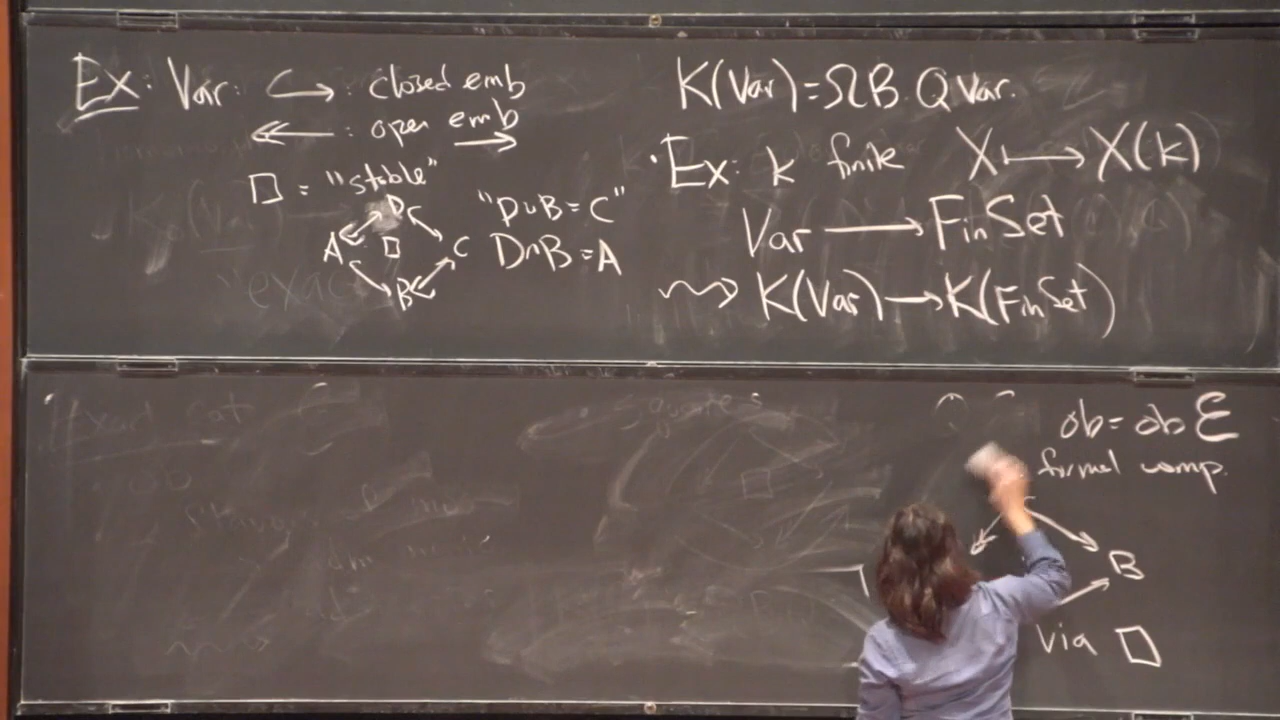 Ex: Var: ↪ : closed emb
↞ : open emb →
□ = "stable"
D
A □ C
B
"D∪B = C"
D∩B = A
K(Var) = ΩB Q Var.
Ex: k finite X ↦ X(k)
Var → FinSet
⇝ K(Var) → K(FinSet)
ob = ob ℰ
formal comp.
B
via □